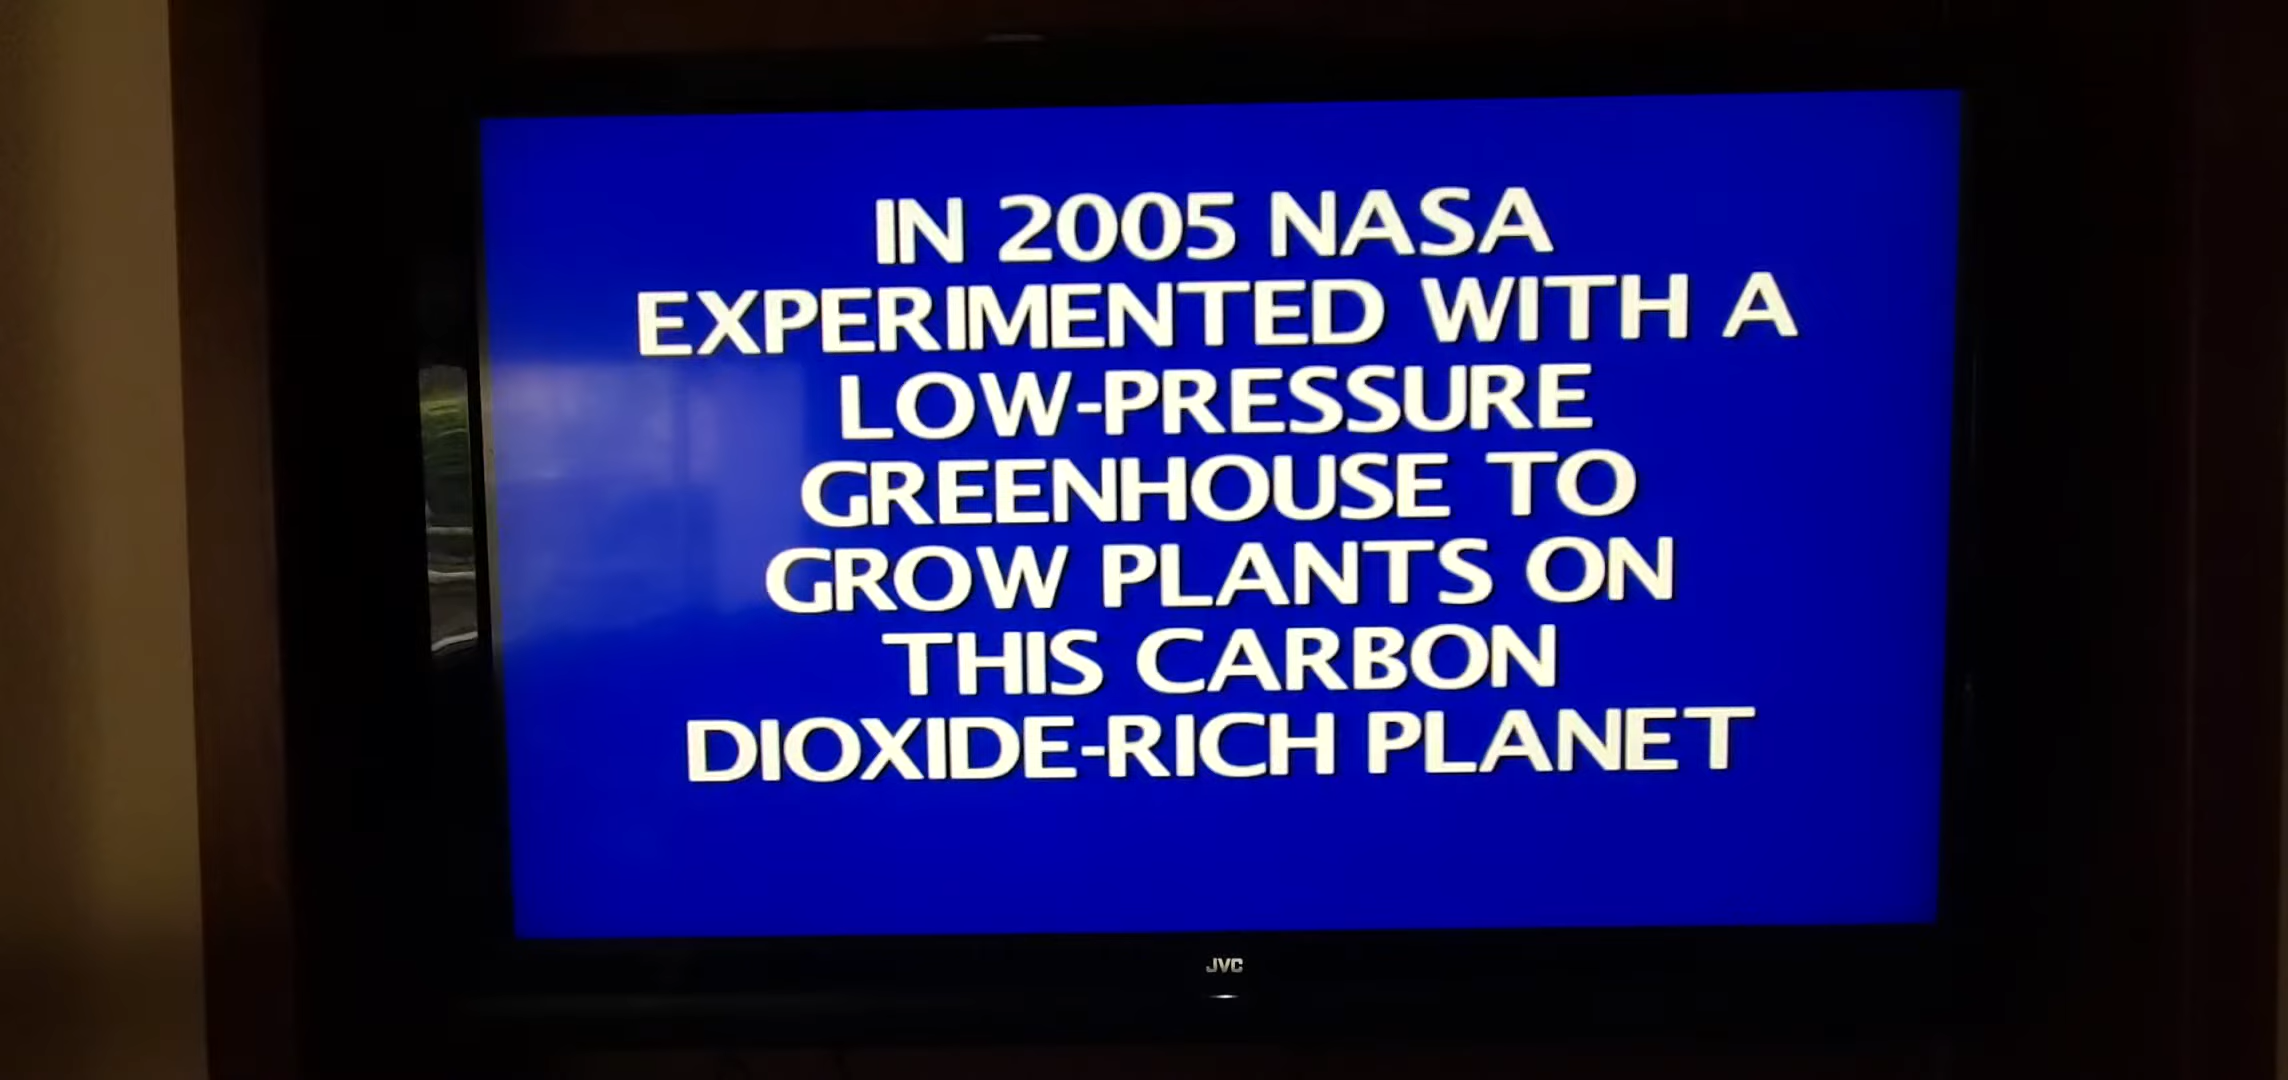 IN 2005 NASA
EXPERIMENTED WITH A
LOW-PRESSURE
GREENHOUSE TO
GROW PLANTS ON
THIS CARBON
DIOXIDE-RICH PLANET
JVC